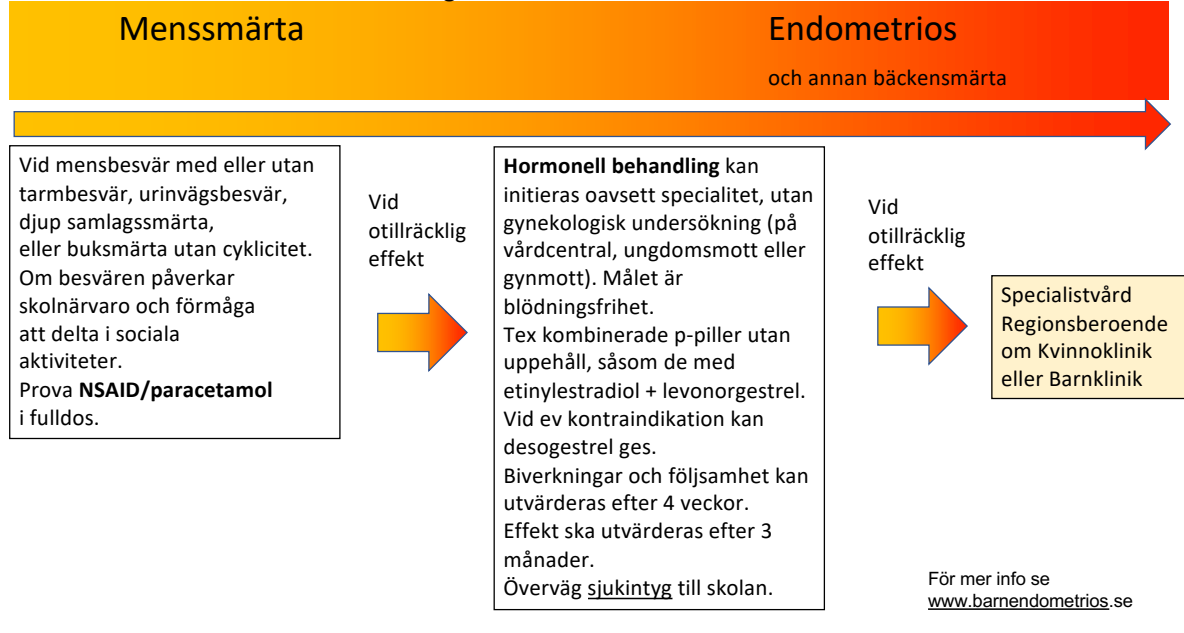 Menssmärta
Endometrios
och annan bäckensmärta
Vid mensbesvär med eller utan
tarmbesvär, urinvägsbesvär,
djup samlagssmärta,
eller buksmärta utan cyklicitet.
Om besvären påverkar
skolnärvaro och förmåga
att delta i sociala
aktiviteter.
Prova NSAID/paracetamol
i fulldos.
Vid
otillräcklig
effekt
Hormonell behandling kan
initieras oavsett specialitet, utan
gynekologisk undersökning (på
vårdcentral, ungdomsmott eller
gynmott). Målet är
blödningsfrihet.
Tex kombinerade p-piller utan
uppehåll, såsom de med
etinylestradiol + levonorgestrel.
Vid ev kontraindikation kan
desogestrel ges.
Biverkningar och följsamhet kan
utvärderas efter 4 veckor.
Effekt ska utvärderas efter 3
månader.
Överväg sjukintyg till skolan.
Vid
otillräcklig
effekt
Specialistvård
Regionsberoende
om Kvinnoklinik
eller Barnklinik
För mer info se
www.barnendometrios.se